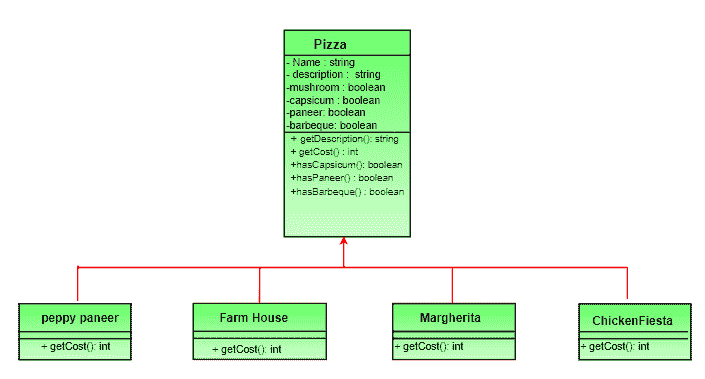 Pizza
- Name : string
- description : string
-mushroom : boolean
-capsicum : boolean
-paneer: boolean
-barbeque: boolean
+ getDescription(): string
+ getCost() : int
+hasCapsicum(): boolean
+hasPaneer() : boolean
+hasBarbeque() : boolean
peppy paneer
+ getCost(): int
Farm House
+ getCost(): int
Margherita
+ getCost(): int
ChickenFiesta
+ getCost(): int